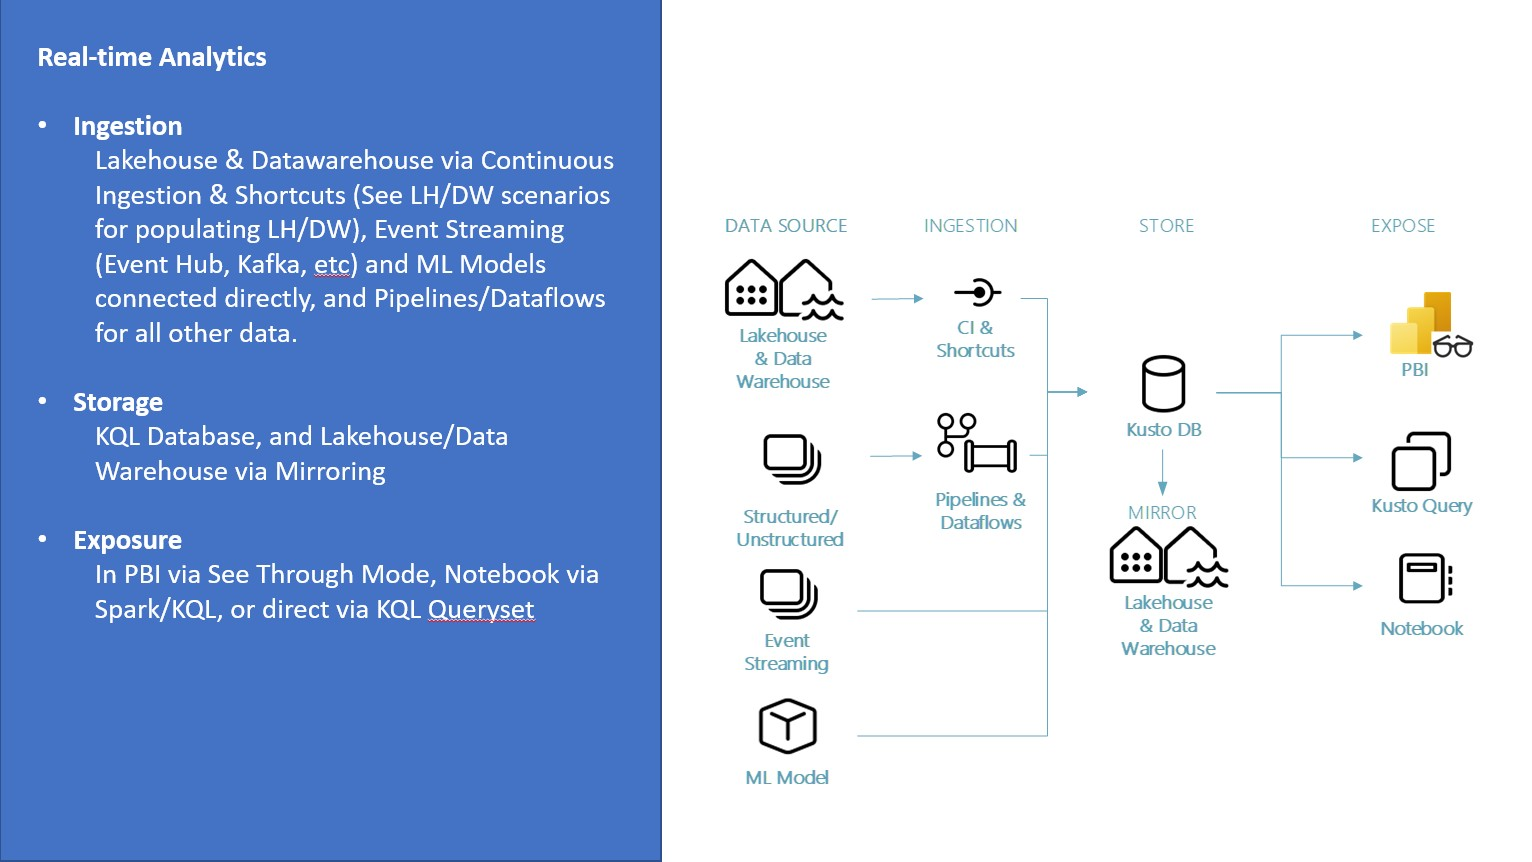 Real-time Analytics
• Ingestion
Lakehouse & Datawarehouse via Continuous
Ingestion & Shortcuts (See LH/DW scenarios
for populating LH/DW), Event Streaming
(Event Hub, Kafka, etc) and ML Models
connected directly, and Pipelines/Dataflows
for all other data.
• Storage
KQL Database, and Lakehouse/Data
Warehouse via Mirroring
• Exposure
In PBI via See Through Mode, Notebook via
Spark/KQL, or direct via KQL Queryset
DATA SOURCE
INGESTION
STORE
EXPOSE
Lakehouse
& Data
Warehouse
CI &
Shortcuts
Structured/
Unstructured
Pipelines &
Dataflows
Event
Streaming
ML Model
Kusto DB
MIRROR
Lakehouse
& Data
Warehouse
PBI
Kusto Query
Notebook